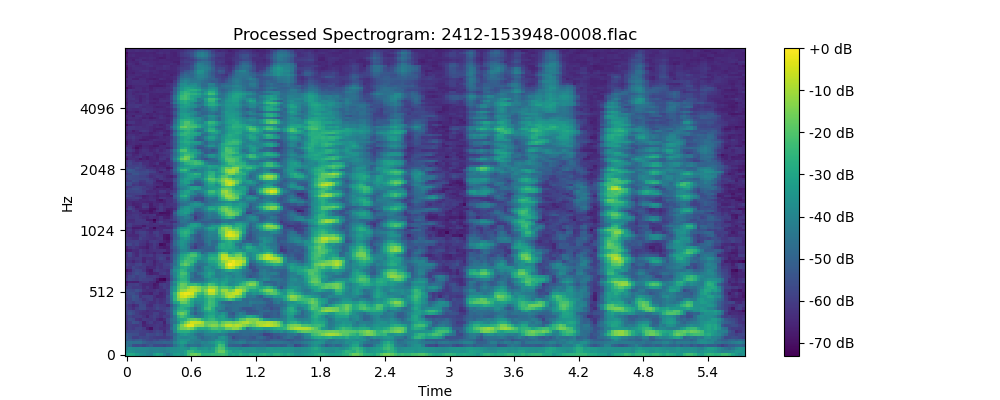 Processed Spectrogram: 2412-153948-0008.flac
Hz
4096
2048
1024
512
0
0 0.6 1.2 1.8 2.4 3 3.6 4.2 4.8 5.4
Time
+0 dB
-10 dB
-20 dB
-30 dB
-40 dB
-50 dB
-60 dB
-70 dB